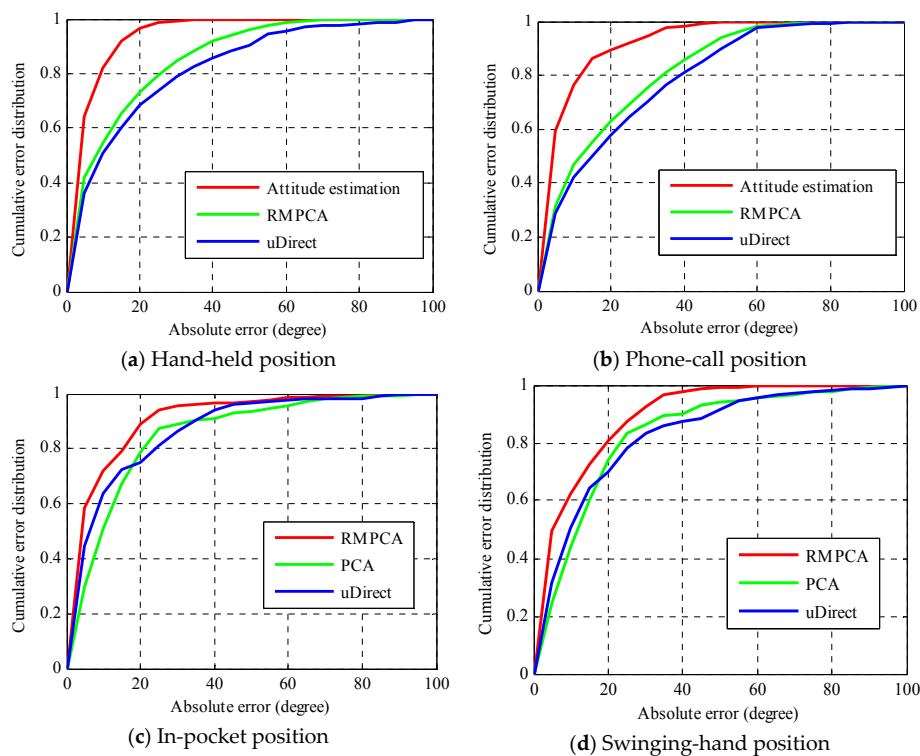 Cumulative error distribution
1
0.8
0.6
0.4
0.2
0
Attitude estimation
RMPCA
uDirect
0 20 40 60 80 100
Absolute error (degree)
(a) Hand-held position
Cumulative error distribution
1
0.8
0.6
0.4
0.2
0
Attitude estimation
RMPCA
uDirect
0 20 40 60 80 100
Absolute error (degree)
(b) Phone-call position
Cumulative error distribution
1
0.8
0.6
0.4
0.2
0
RMPCA
PCA
uDirect
0 20 40 60 80 100
Absolute error (degree)
(c) In-pocket position
Cumulative error distribution
1
0.8
0.6
0.4
0.2
0
RMPCA
PCA
uDirect
0 20 40 60 80 100
Absolute error (degree)
(d) Swinging-hand position